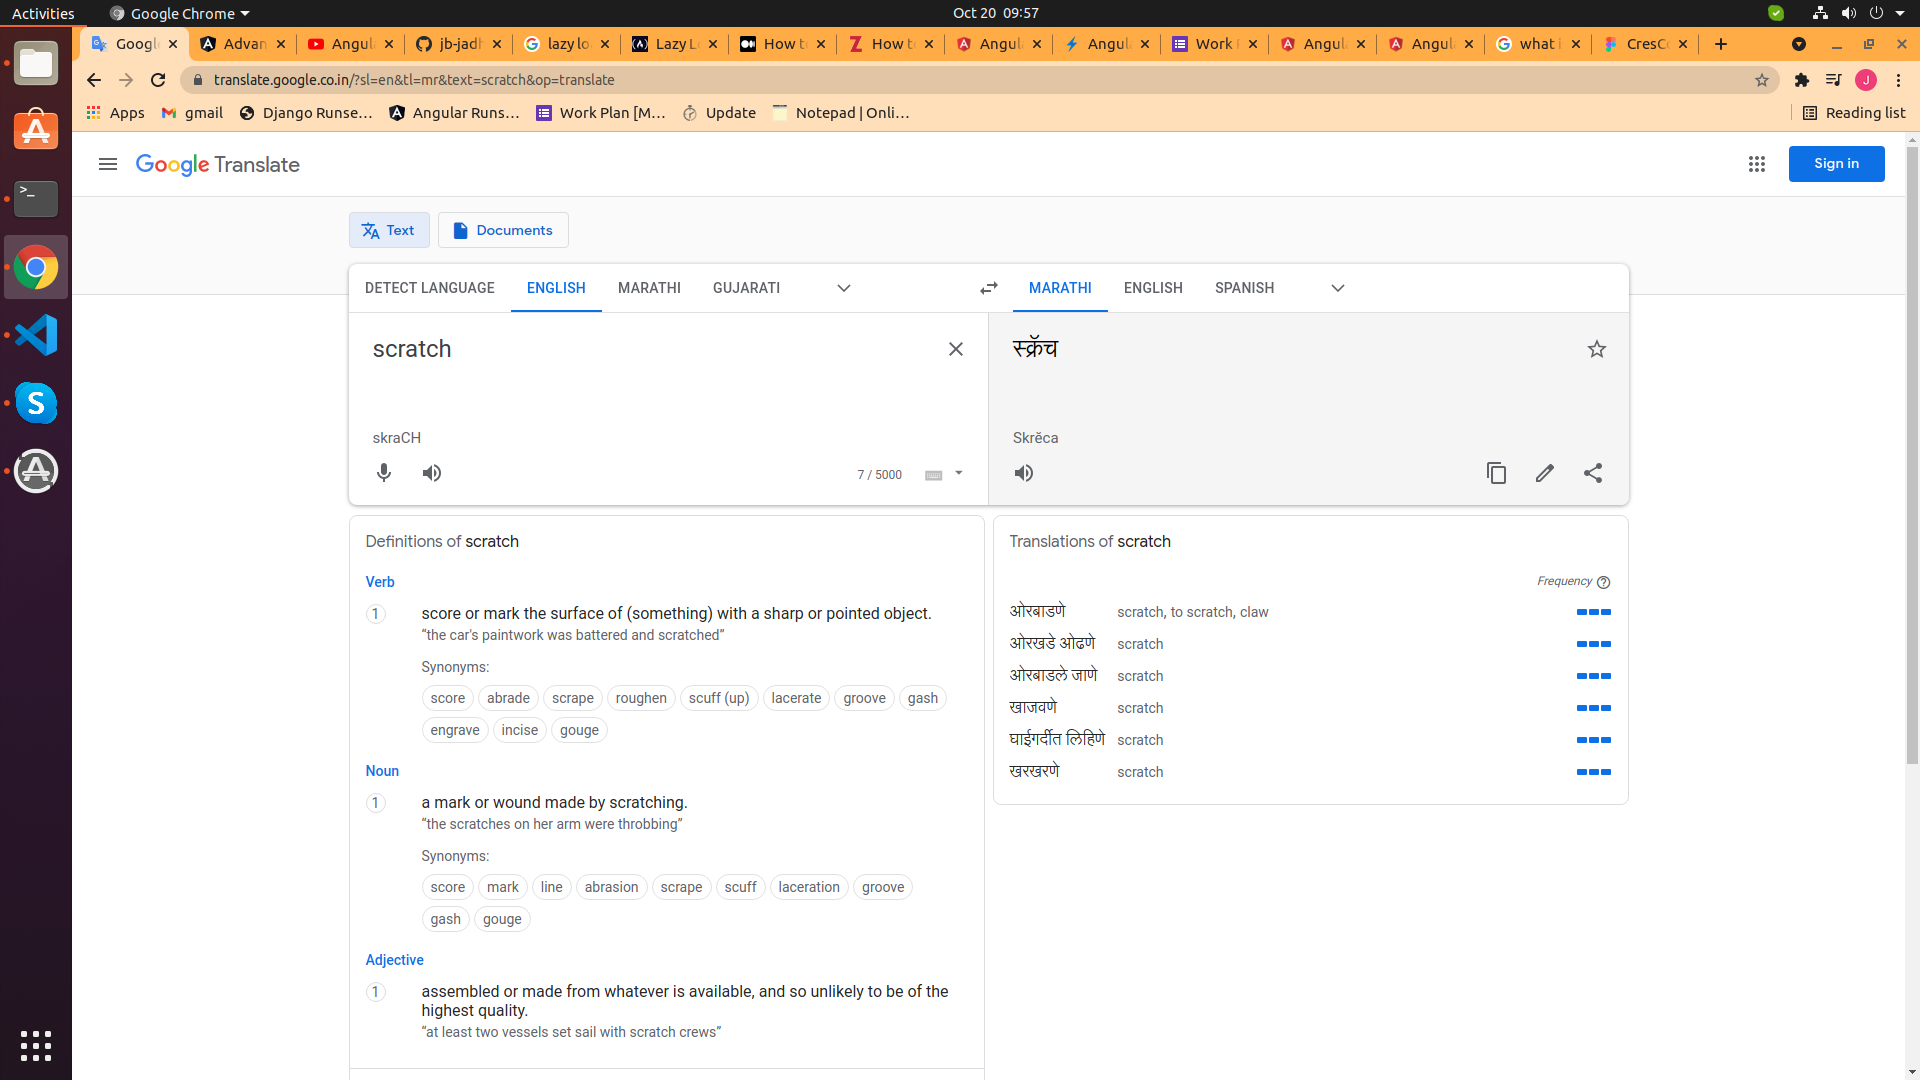 Activities Google Chrome Oct 20 09:57
Googl Advan Angula jb-jadh lazy lo Lazy Lo How to How to Angul Angula Work P Angul Angul what i CresCo
translate.google.co.in/?sl=en&tl=mr&text=scratch&op=translate J
Apps gmail Django Runse... Angular Runs... Work Plan [M... Update Notepad | Onli... Reading list
Google Translate Sign in
Text Documents
DETECT LANGUAGE ENGLISH MARATHI GUJARATI MARATHI ENGLISH SPANISH
scratch स्क्रॅच
skraCH Skrĕca
7 / 5000
Definitions of scratch
Verb
1 score or mark the surface of (something) with a sharp or pointed object.
“the car's paintwork was battered and scratched”
Synonyms:
score abrade scrape roughen scuff (up) lacerate groove gash
engrave incise gouge
Noun
1 a mark or wound made by scratching.
“the scratches on her arm were throbbing”
Synonyms:
score mark line abrasion scrape scuff laceration groove
gash gouge
Adjective
1 assembled or made from whatever is available, and so unlikely to be of the
highest quality.
“at least two vessels set sail with scratch crews”
Translations of scratch
Frequency
ओरबाडणे scratch, to scratch, claw
ओरखडे ओढणे scratch
ओरबाडले जाणे scratch
खाजवणे scratch
घाईगर्दीत लिहिणे scratch
खरखरणे scratch